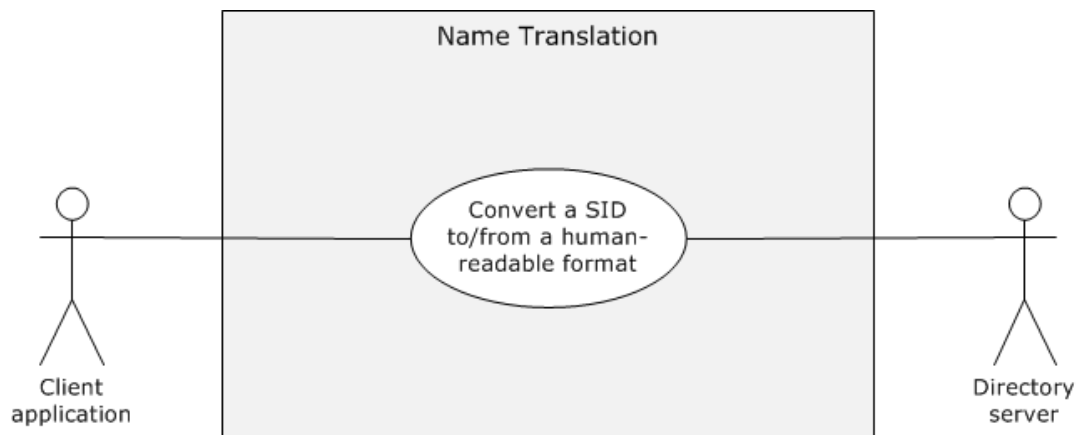 Name Translation
Convert a SID
to/from a human-
readable format
Client
application
Directory
server